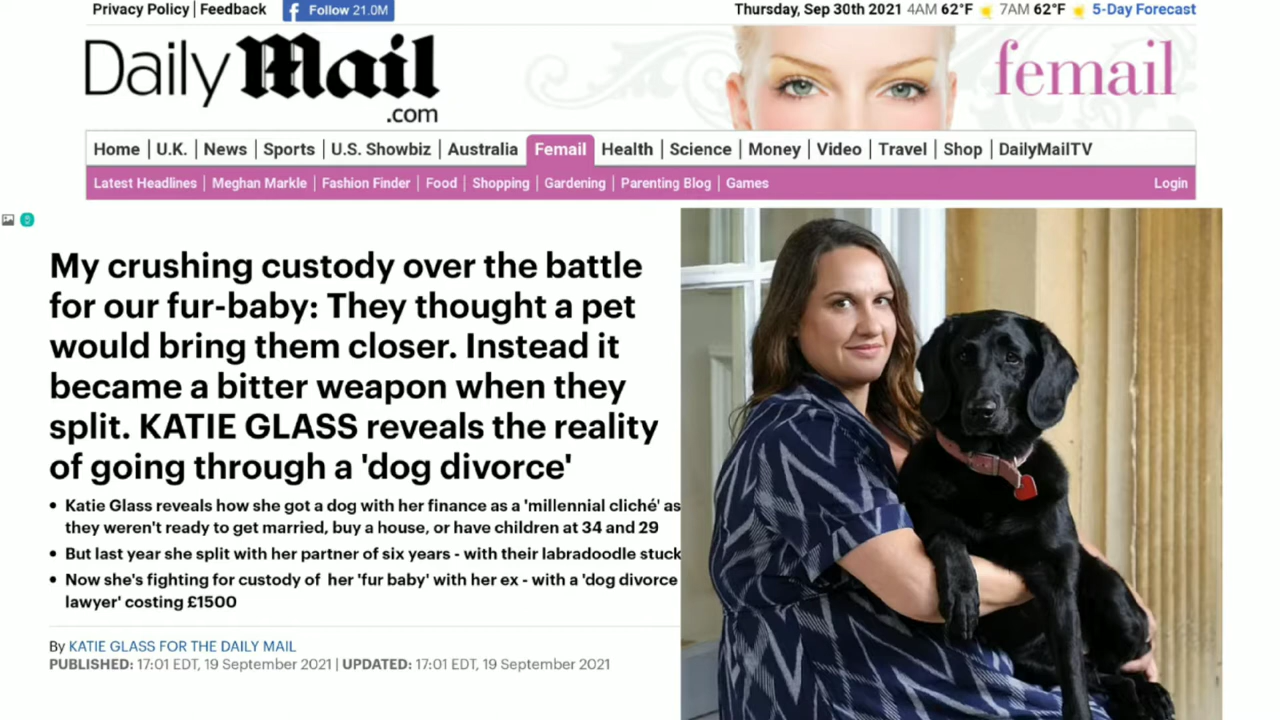 Privacy Policy | Feedback
Follow 21.0M
Thursday, Sep 30th 2021 4AM 62°F 7AM 62°F 5-Day Forecast
Daily Mail
.com
femail
Home | U.K. | News | Sports | U.S. Showbiz | Australia | Femail | Health | Science | Money | Video | Travel | Shop | DailyMailTV
Latest Headlines | Meghan Markle | Fashion Finder | Food | Shopping | Gardening | Parenting Blog | Games
Login
My crushing custody over the battle
for our fur-baby: They thought a pet
would bring them closer. Instead it
became a bitter weapon when they
split. KATIE GLASS reveals the reality
of going through a 'dog divorce'
• Katie Glass reveals how she got a dog with her finance as a 'millennial cliché' as
they weren't ready to get married, buy a house, or have children at 34 and 29
• But last year she split with her partner of six years - with their labradoodle stuck
• Now she's fighting for custody of her 'fur baby' with her ex - with a 'dog divorce
lawyer' costing £1500
By KATIE GLASS FOR THE DAILY MAIL
PUBLISHED: 17:01 EDT, 19 September 2021 | UPDATED: 17:01 EDT, 19 September 2021